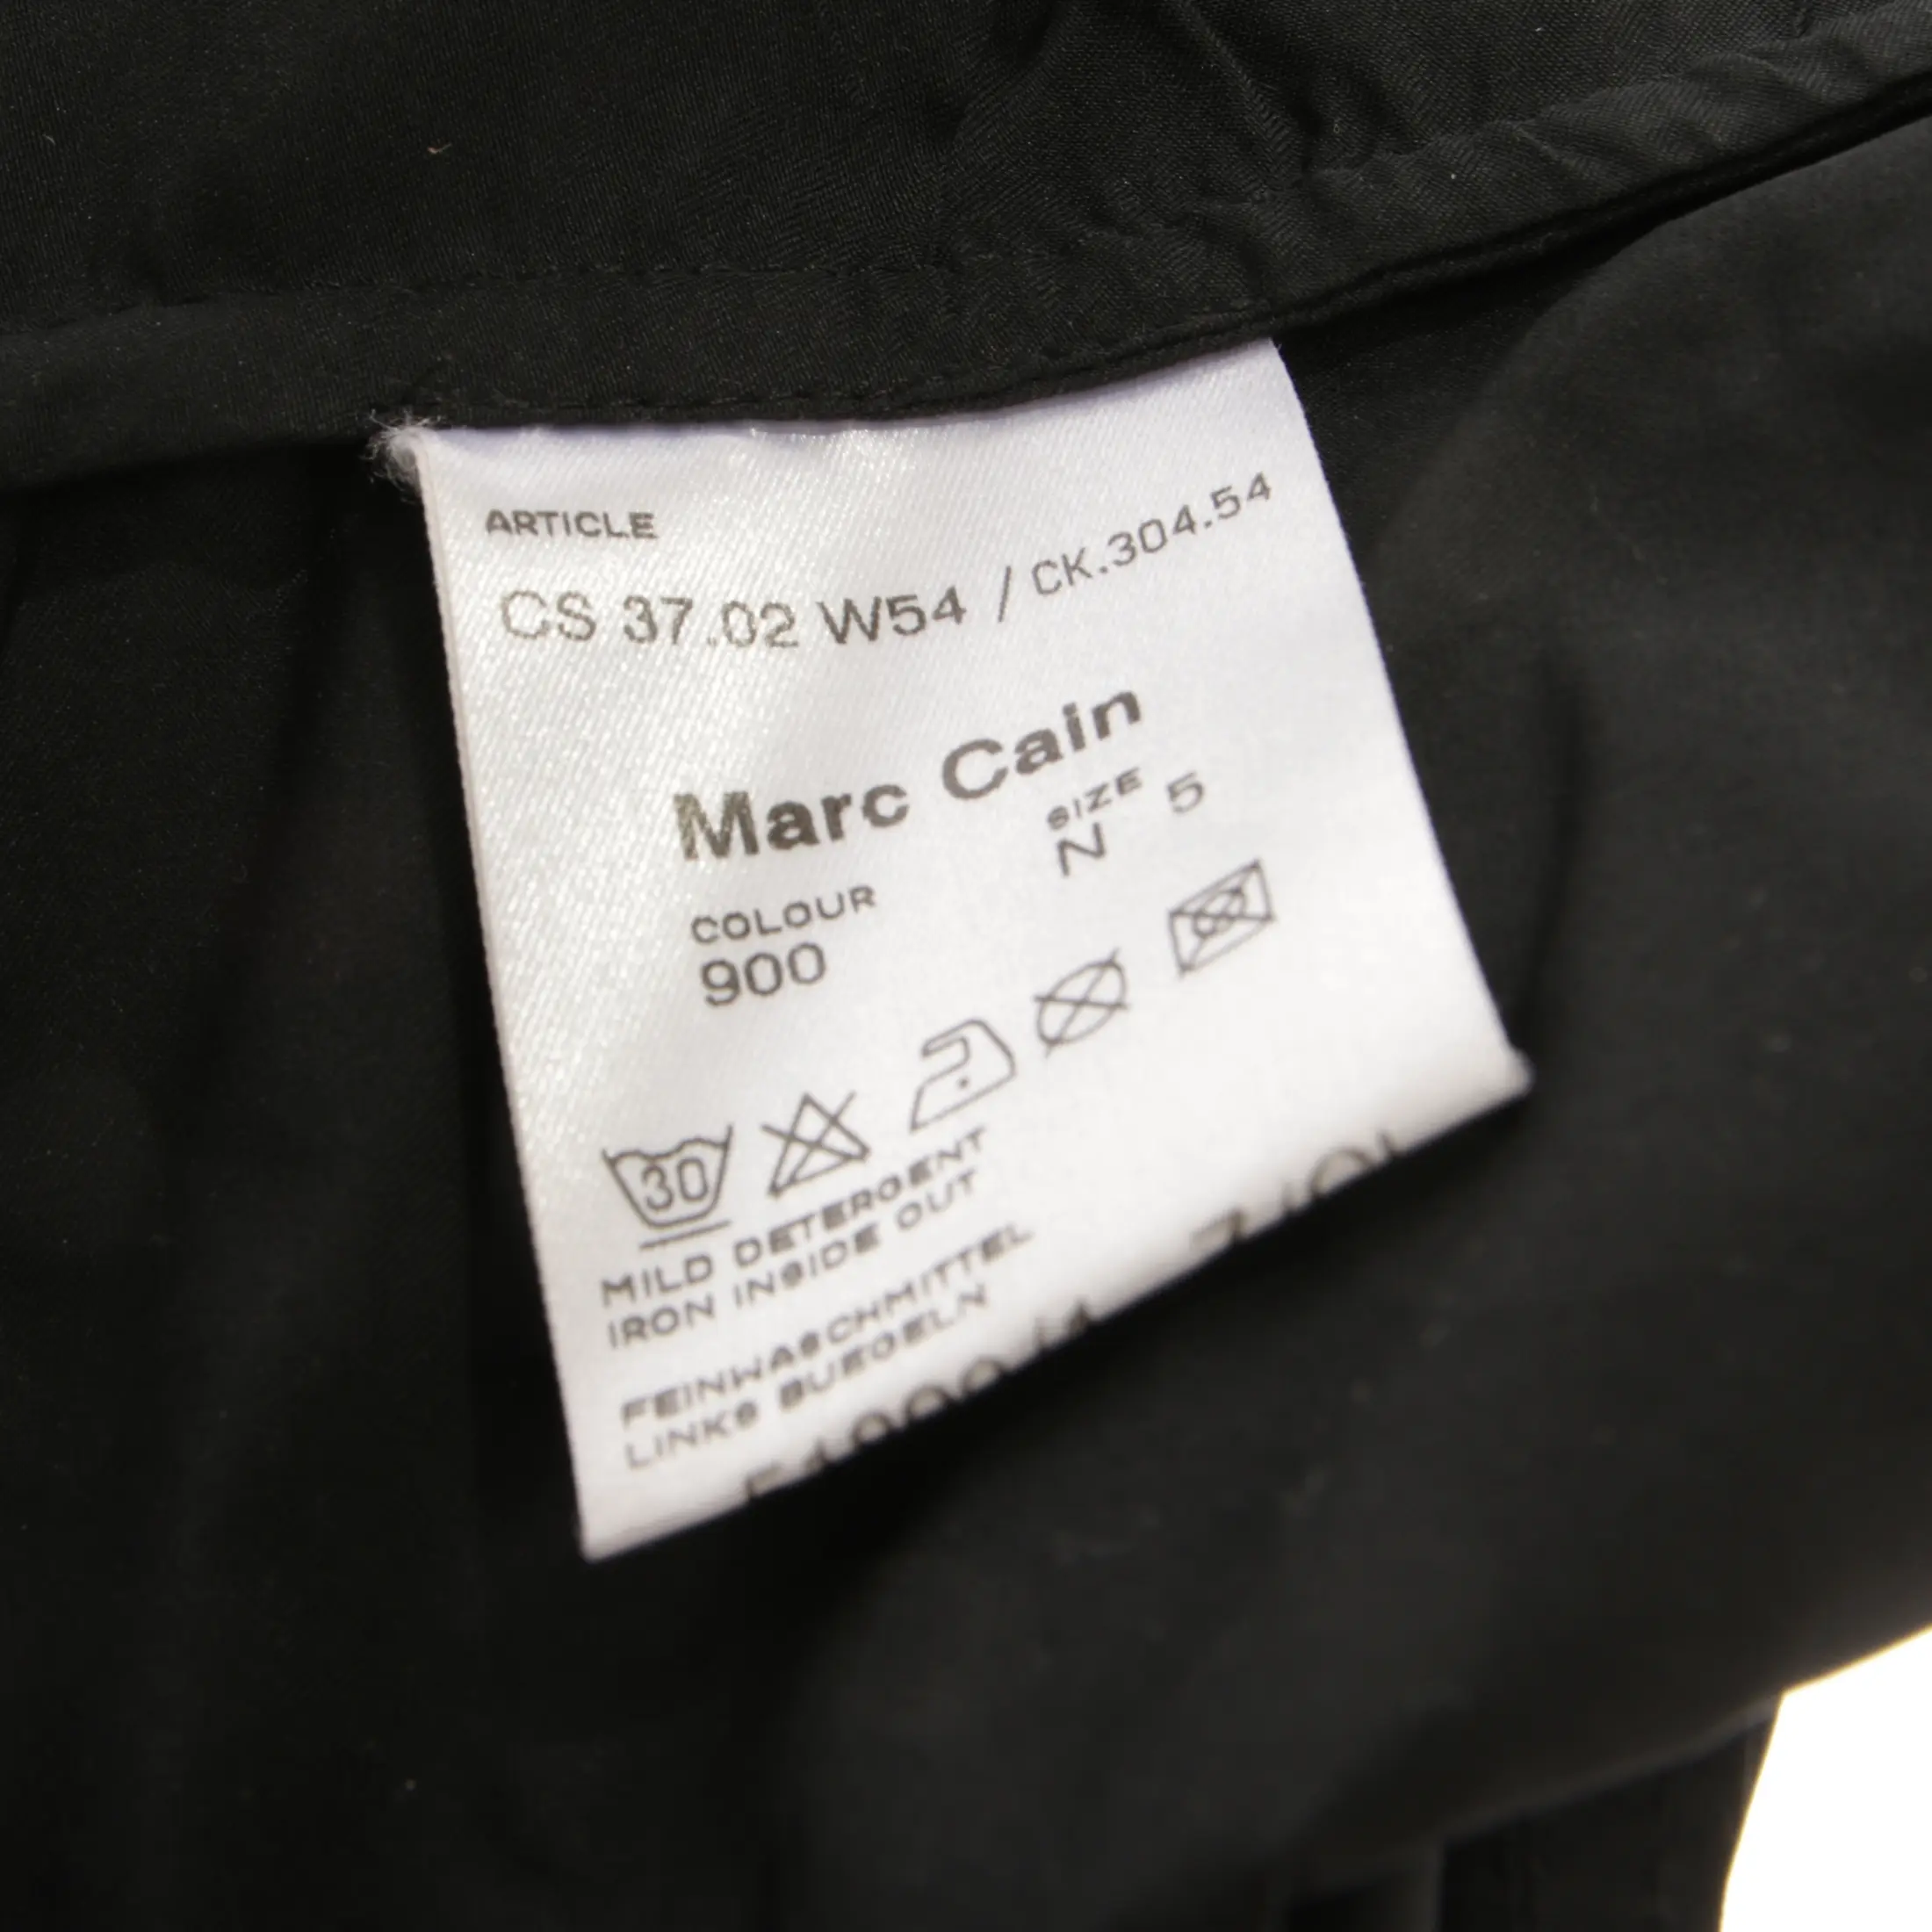 ARTICLE
CS 37.02 W54 / CK.304.54
Marc Cain
SIZE
N 5
COLOUR
900
30
MILD DETERGENT
IRON INSIDE OUT
FEINWASCHMITTEL
LINKS BUEGELN